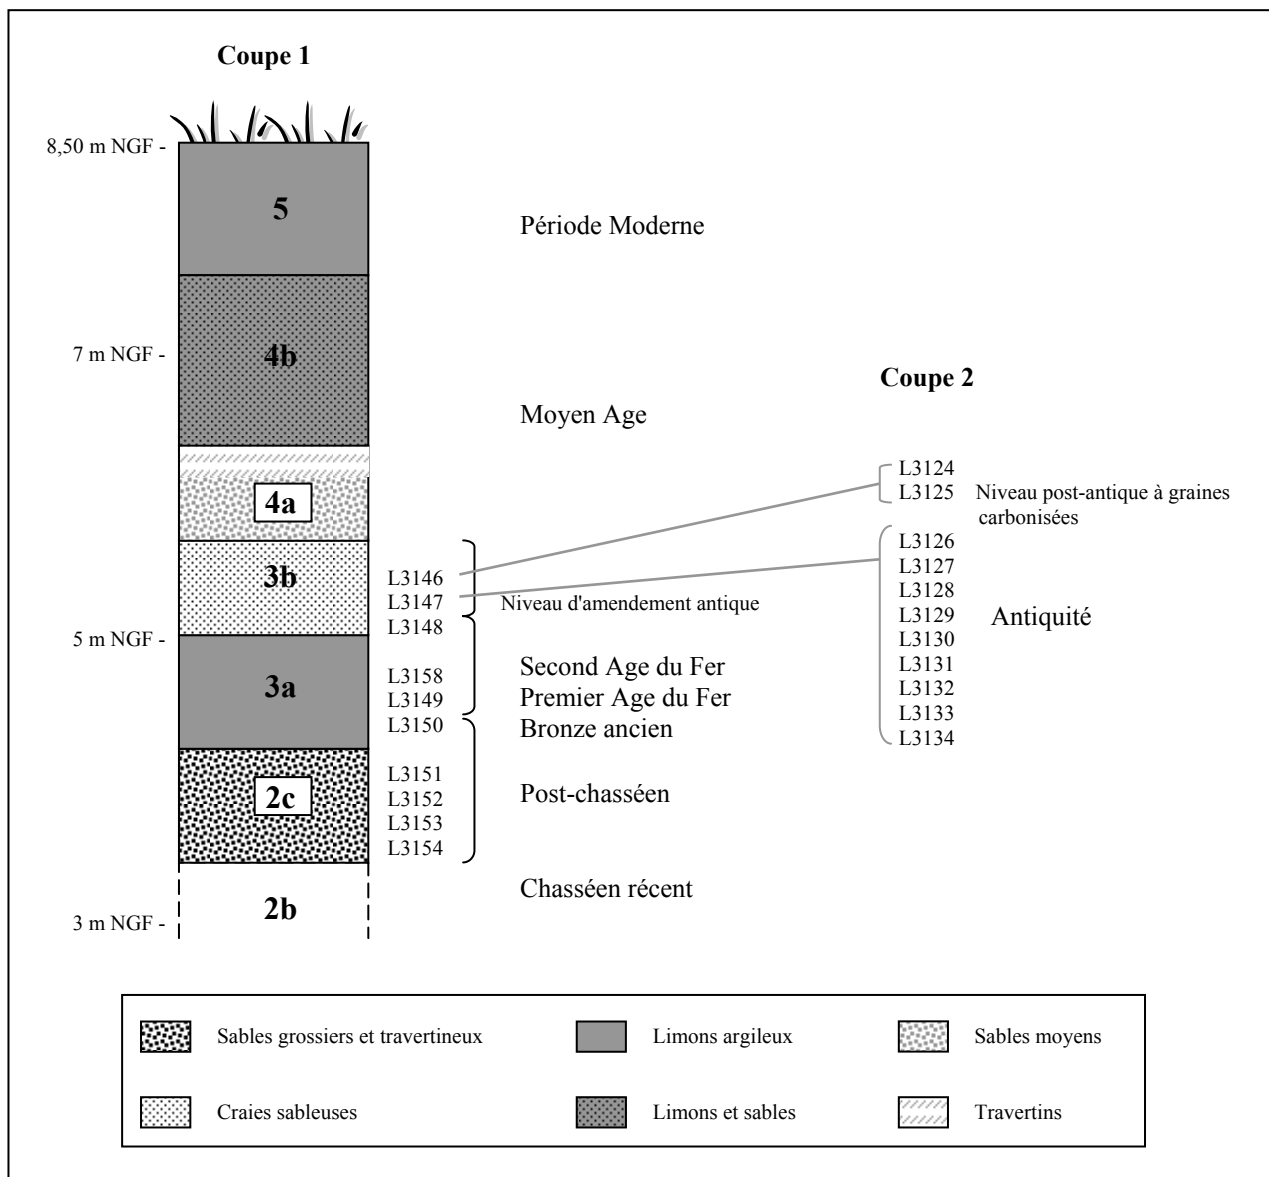 Coupe 1
8,50 m NGF -
5
Période Moderne
4b
7 m NGF -
Coupe 2
Moyen Age
4a
L3124
L3125
Niveau post-antique à graines
carbonisées
3b
L3146
L3147
L3148
Niveau d'amendement antique
L3126
L3127
L3128
L3129
L3130
L3131
L3132
L3133
L3134
Antiquité
5 m NGF -
3a
L3158
L3149
L3150
Second Age du Fer
Premier Age du Fer
Bronze ancien
2c
L3151
L3152
L3153
L3154
Post-chasséen
Chasséen récent
2b
3 m NGF -
Sables grossiers et travertineux
Limons argileux
Sables moyens
Craies sableuses
Limons et sables
Travertins